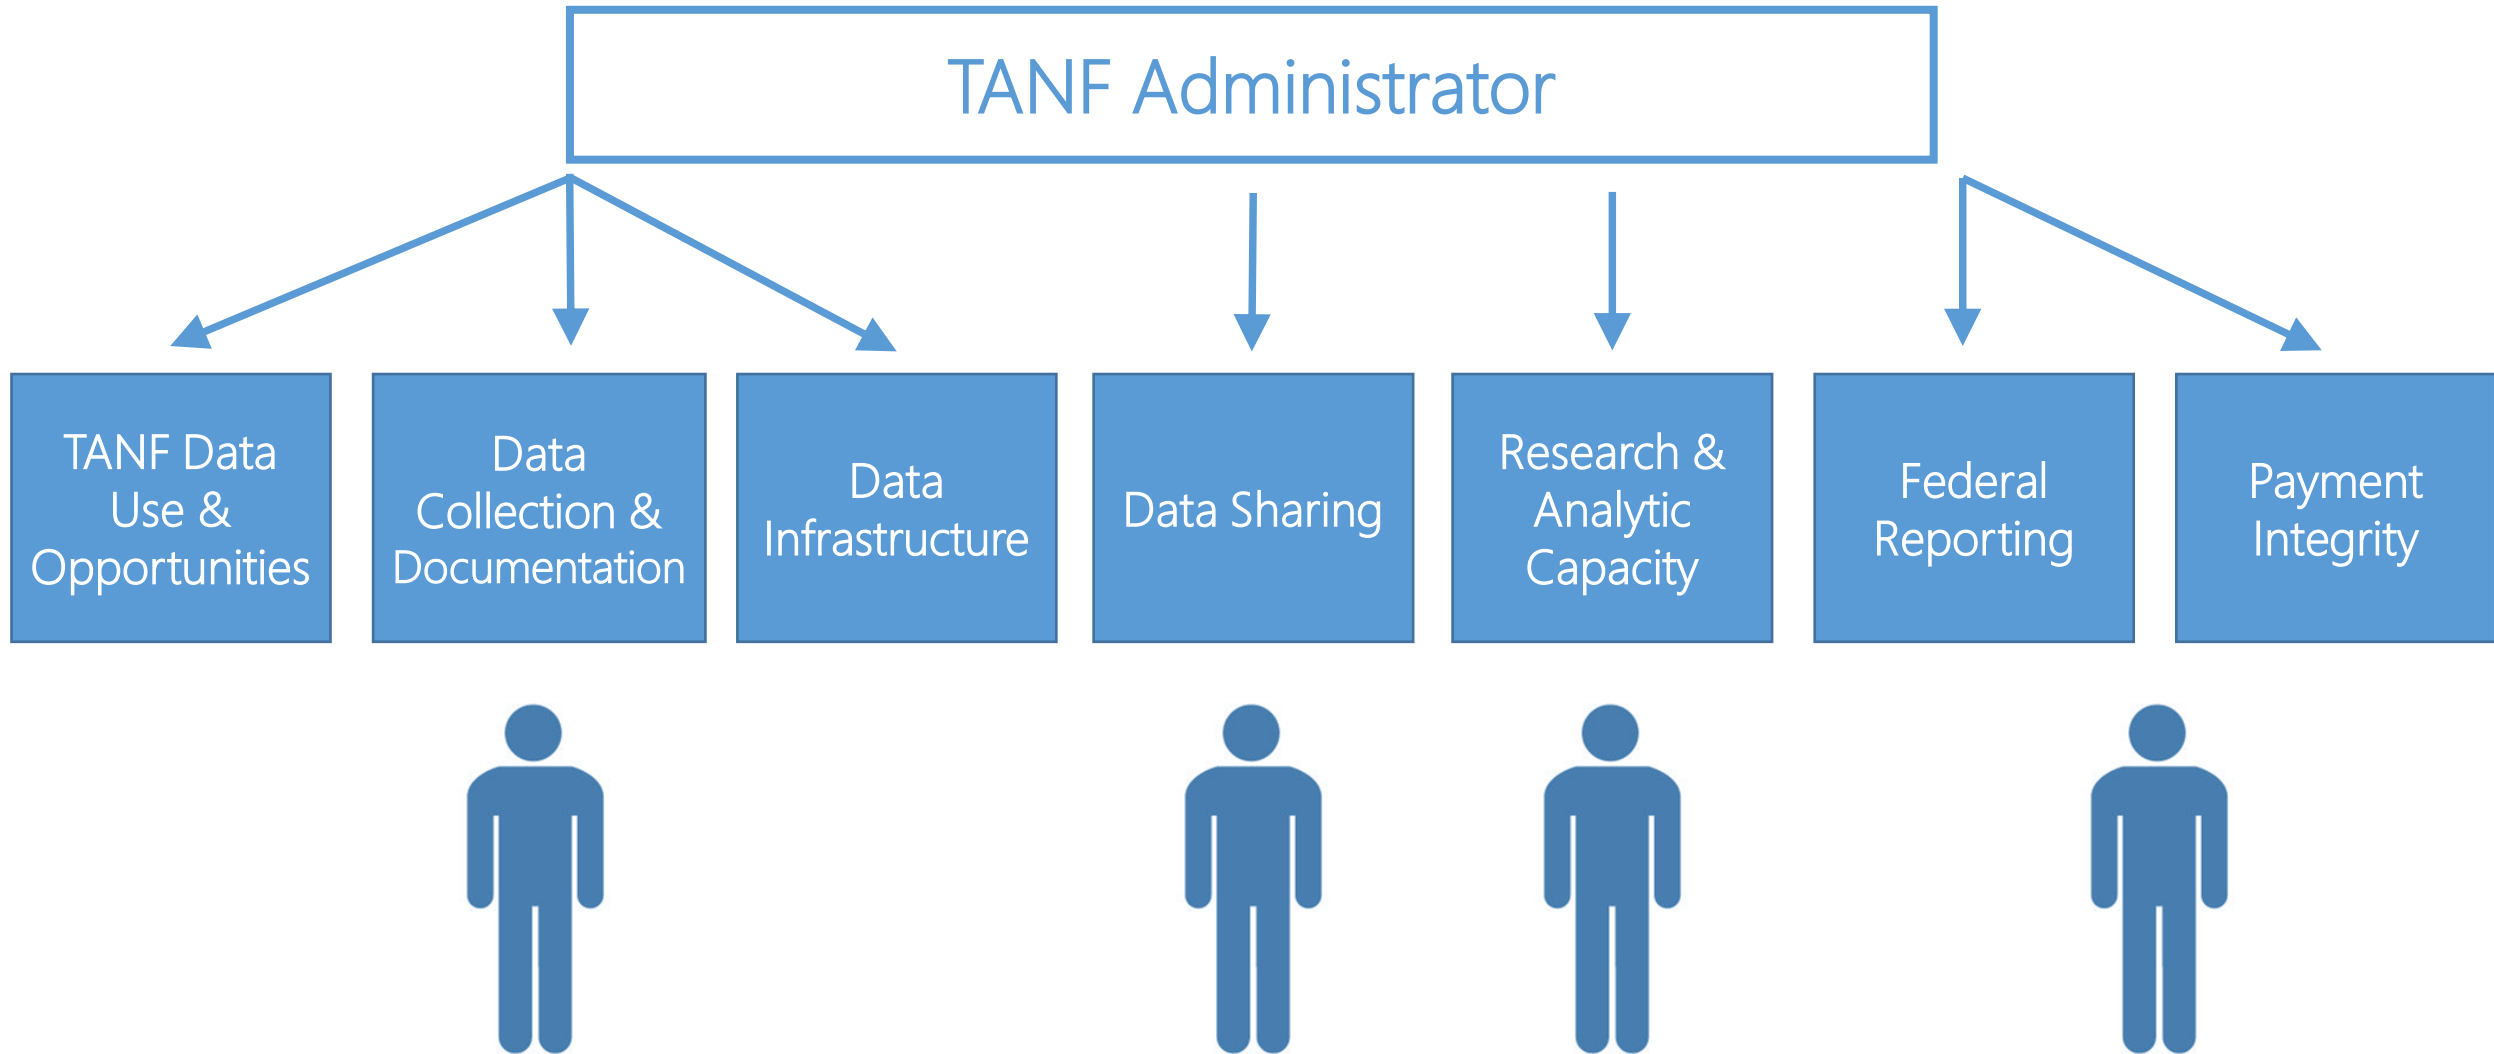 TANF Administrator
TANF Data
Use &
Opportunities
Data
Collection &
Documentation
Data
Infrastructure
Data Sharing
Research &
Analytic
Capacity
Federal
Reporting
Payment
Integrity